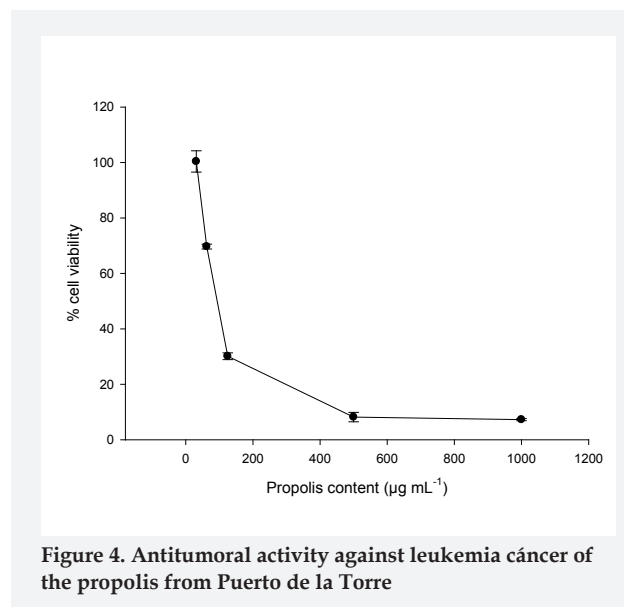 120
100
80
60
40
20
0
% cell viability
0 200 400 600 800 1000 1200
Propolis content (µg mL⁻¹)
Figure 4. Antitumoral activity against leukemia cáncer of
the propolis from Puerto de la Torre